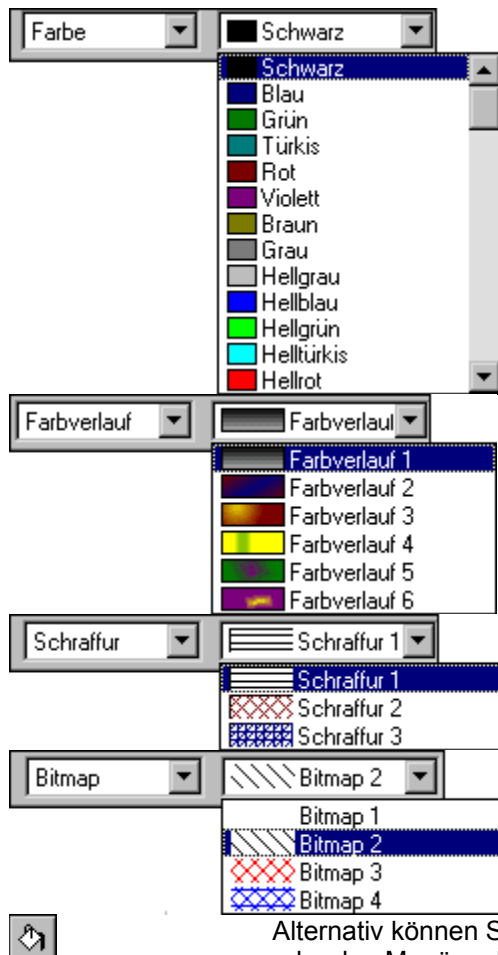 Farbe Schwarz
Schwarz
Blau
Grün
Türkis
Rot
Violett
Braun
Grau
Hellgrau
Hellblau
Hellgrün
Helltürkis
Hellrot
Farbverlauf Farbverlauf
Farbverlauf 1
Farbverlauf 2
Farbverlauf 3
Farbverlauf 4
Farbverlauf 5
Farbverlauf 6
Schraffur Schraffur 1
Schraffur 1
Schraffur 2
Schraffur 3
Bitmap Bitmap 2
Bitmap 1
Bitmap 2
Bitmap 3
Bitmap 4
Alternativ können S